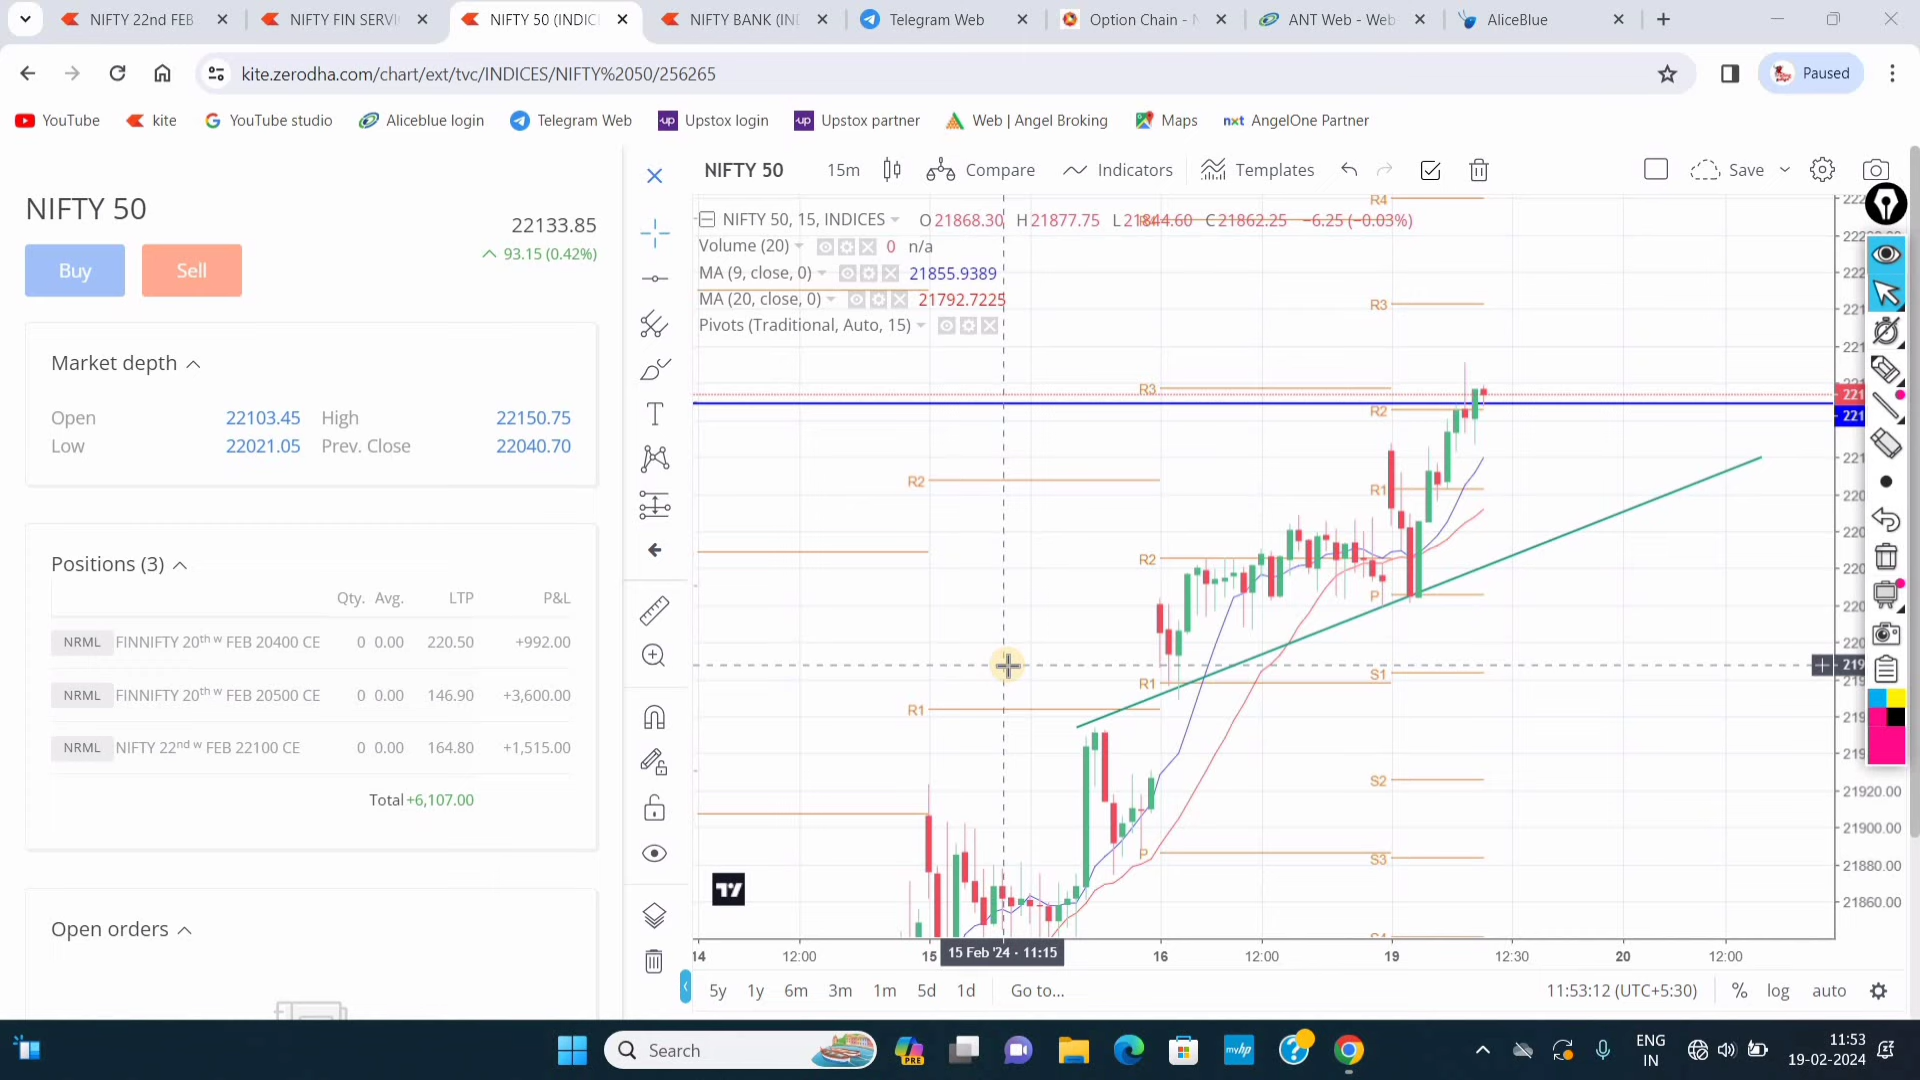 NIFTY 22nd FEB
NIFTY FIN SERVI
NIFTY 50 (INDIC
NIFTY BANK (IN
Telegram Web
Option Chain -
ANT Web - Web
AliceBlue
kite.zerodha.com/chart/ext/tvc/INDICES/NIFTY%2050/256265
Paused
YouTube
kite
YouTube studio
Aliceblue login
Telegram Web
up Upstox login
up Upstox partner
Web | Angel Broking
Maps
nxt AngelOne Partner
NIFTY 50
22133.85
93.15 (0.42%)
Buy
Sell
Market depth
Open 22103.45 High 22150.75
Low 22021.05 Prev. Close 22040.70
Positions (3)
Qty. Avg. LTP P&L
NRML FINNIFTY 20th w FEB 20400 CE 0 0.00 220.50 +992.00
NRML FINNIFTY 20th w FEB 20500 CE 0 0.00 146.90 +3,600.00
NRML NIFTY 22nd w FEB 22100 CE 0 0.00 164.80 +1,515.00
Total +6,107.00
Open orders
NIFTY 50 15m Compare Indicators Templates Save
NIFTY 50, 15, INDICES O 21868.30 H 21877.75 L 21844.60 C 21862.25 −6.25 (−0.03%)
Volume (20) 0 n/a
MA (9, close, 0) 21855.9389
MA (20, close, 0) 21792.7225
Pivots (Traditional, Auto, 15)
R4
R3
R3
R2
R2
R1
R2
P
S1
R1
R1
S2
P
S3
21920.00
21900.00
21880.00
21860.00
14 12:00 15 15 Feb '24 · 11:15 16 12:00 19 12:30 20 12:00
5y 1y 6m 3m 1m 5d 1d Go to...
11:53:12 (UTC+5:30) % log auto
Search
PRE
myhp
ENG
IN
11:53
19-02-2024